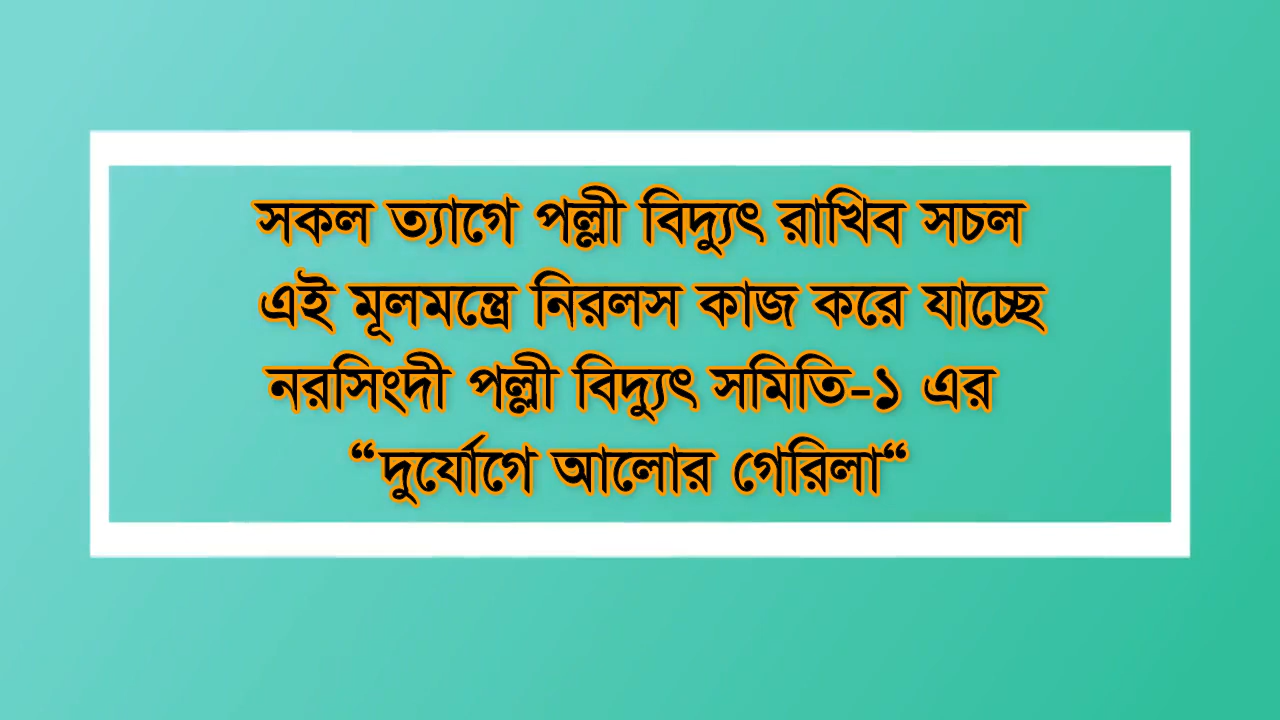 সকল ত্যাগে পল্লী বিদ্যুৎ রাখিব সচল
এই মূলমন্ত্রে নিরলস কাজ করে যাচ্ছে
নরসিংদী পল্লী বিদ্যুৎ সমিতি-১ এর
“দুর্যোগে আলোর গেরিলা“